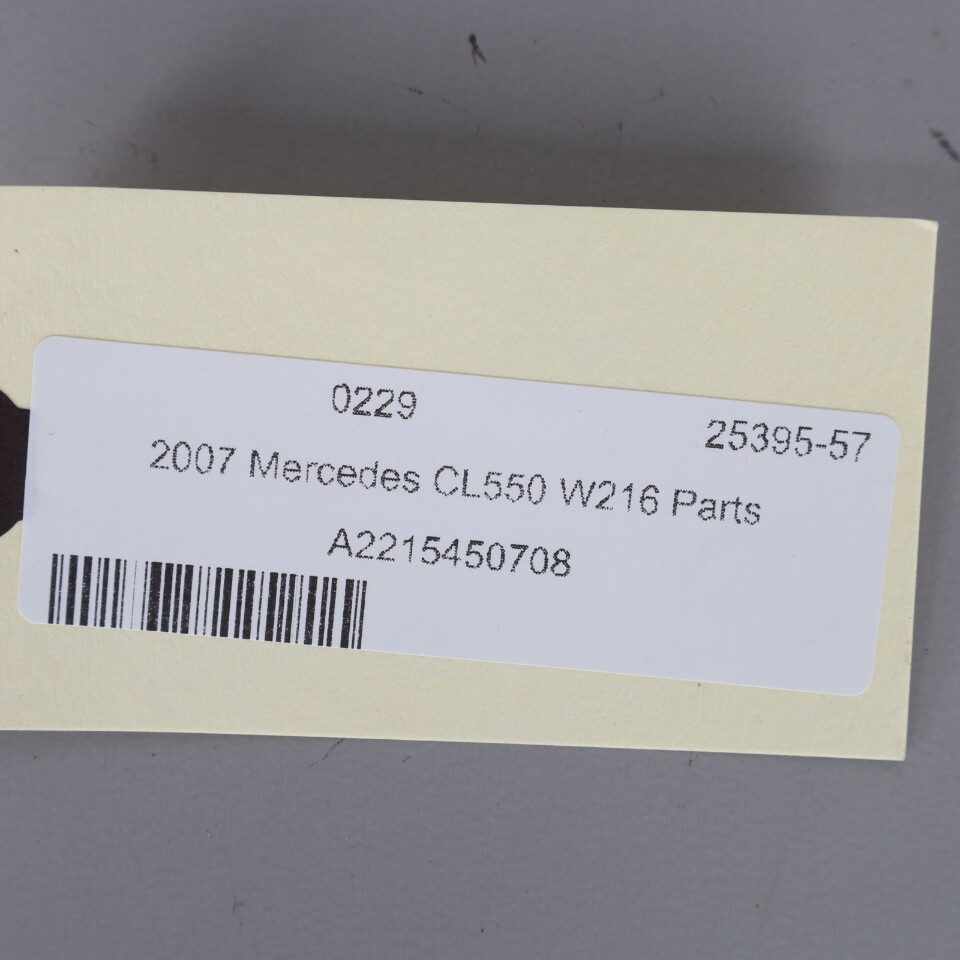 0229
25395-57
2007 Mercedes CL550 W216 Parts
A2215450708